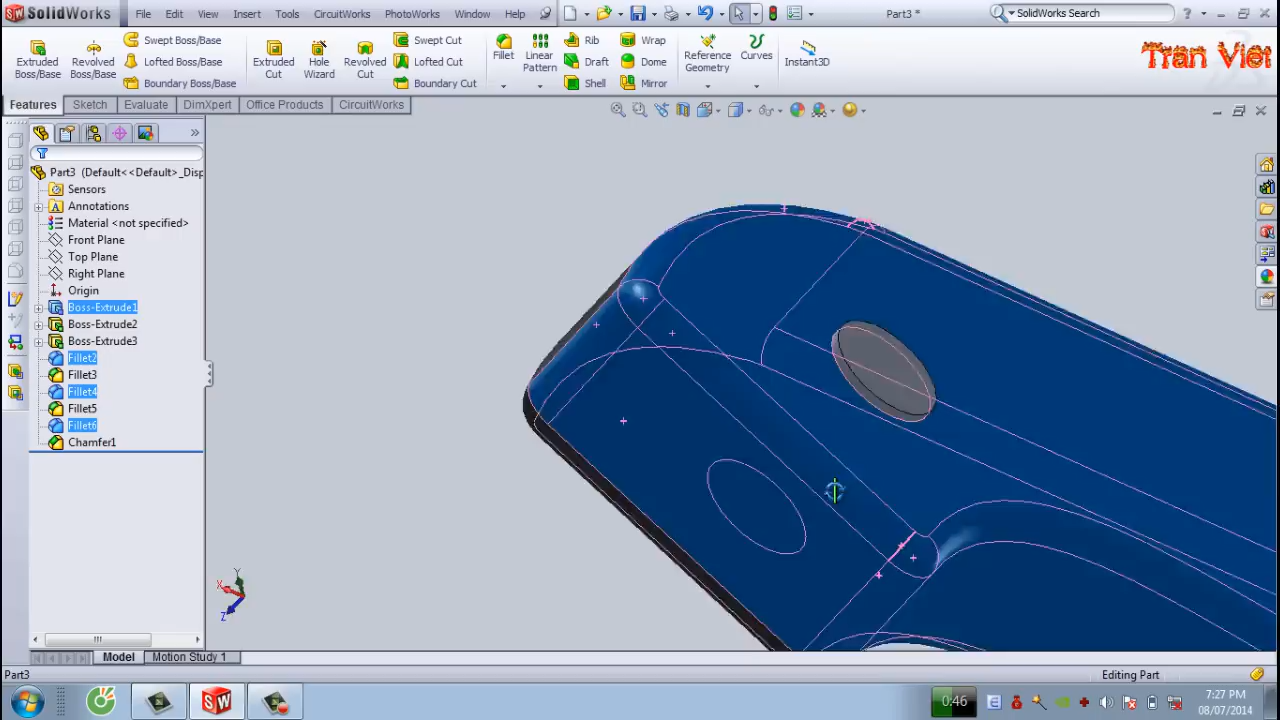 SolidWorks
File Edit View Insert Tools CircuitWorks PhotoWorks Window Help
Part3 *
SolidWorks Search
Extruded Boss/Base
Revolved Boss/Base
Swept Boss/Base
Lofted Boss/Base
Boundary Boss/Base
Extruded Cut
Hole Wizard
Revolved Cut
Swept Cut
Lofted Cut
Boundary Cut
Fillet
Linear Pattern
Rib
Draft
Shell
Wrap
Dome
Mirror
Reference Geometry
Curves
Instant3D
Tran Viet
Features Sketch Evaluate DimXpert Office Products CircuitWorks
Part3 (Default<<Default>_Disp
Sensors
Annotations
Material <not specified>
Front Plane
Top Plane
Right Plane
Origin
Boss-Extrude1
Boss-Extrude2
Boss-Extrude3
Fillet2
Fillet3
Fillet4
Fillet5
Fillet6
Chamfer1
Y
X
Z
Model Motion Study 1
Part3
Editing Part
0:46
7:27 PM
08/07/2014